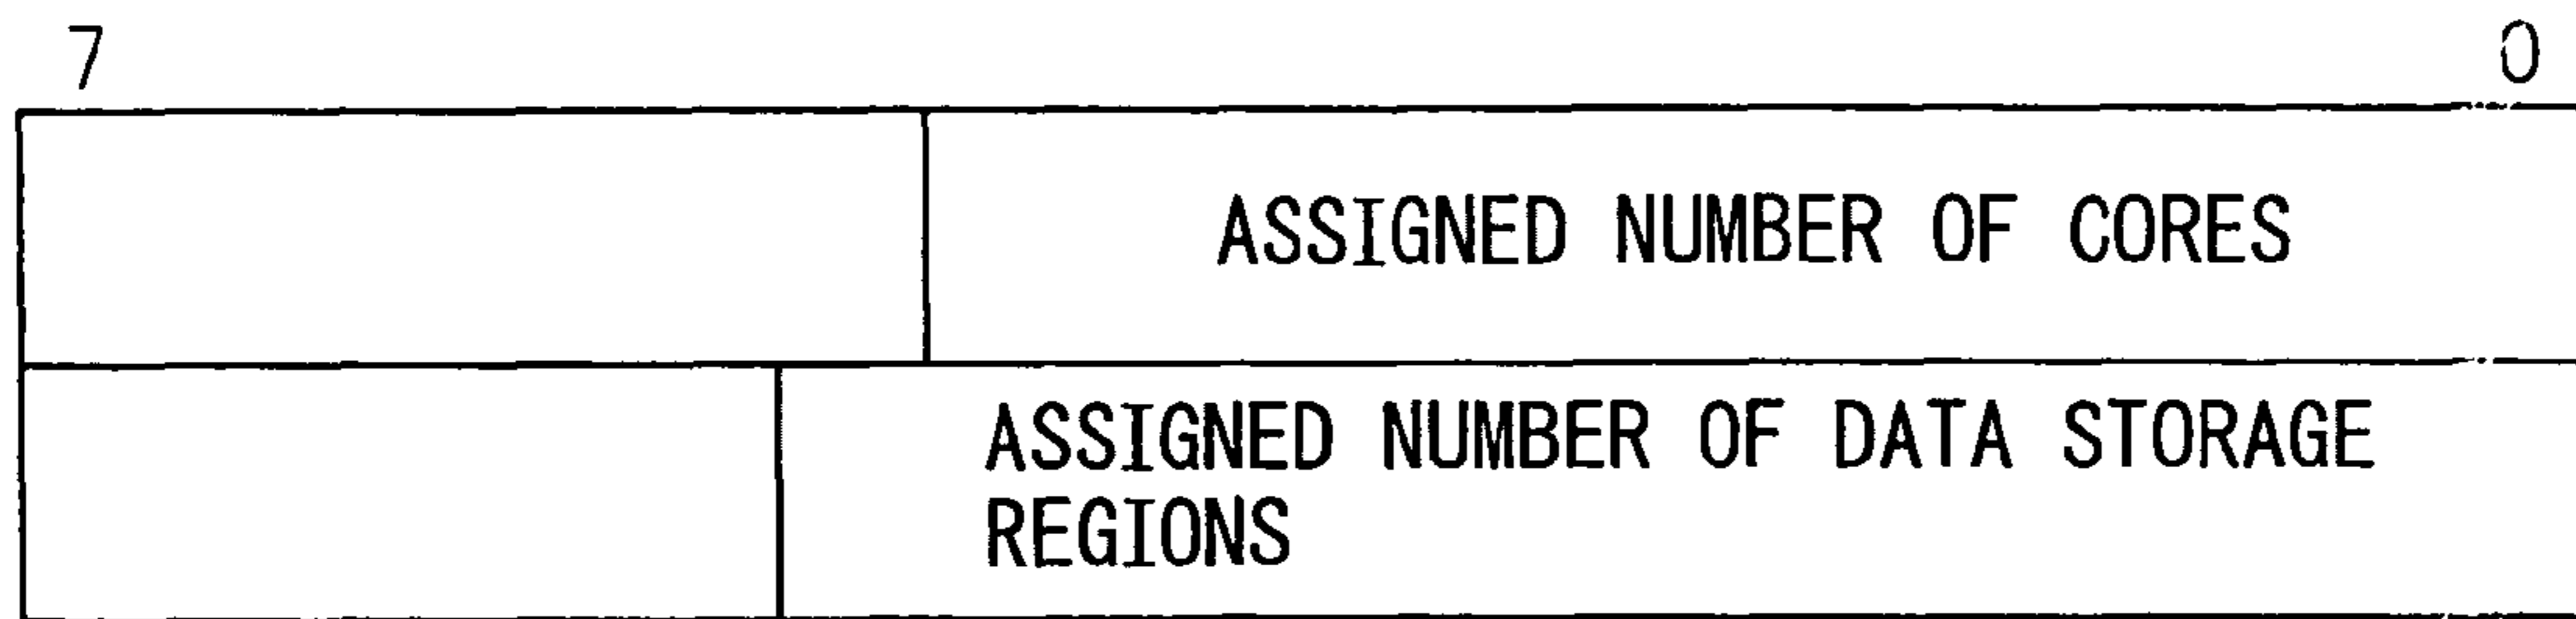 7 0
ASSIGNED NUMBER OF CORES
ASSIGNED NUMBER OF DATA STORAGE
REGIONS